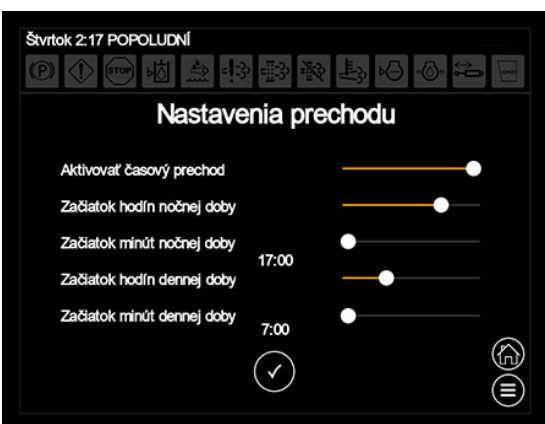 Štvrtok 2:17 POPOLUDNÍ
(P) STOP
Nastavenia prechodu
Aktivovať časový prechod
Začiatok hodín nočnej doby
Začiatok minút nočnej doby
17:00
Začiatok hodín dennej doby
Začiatok minút dennej doby
7:00